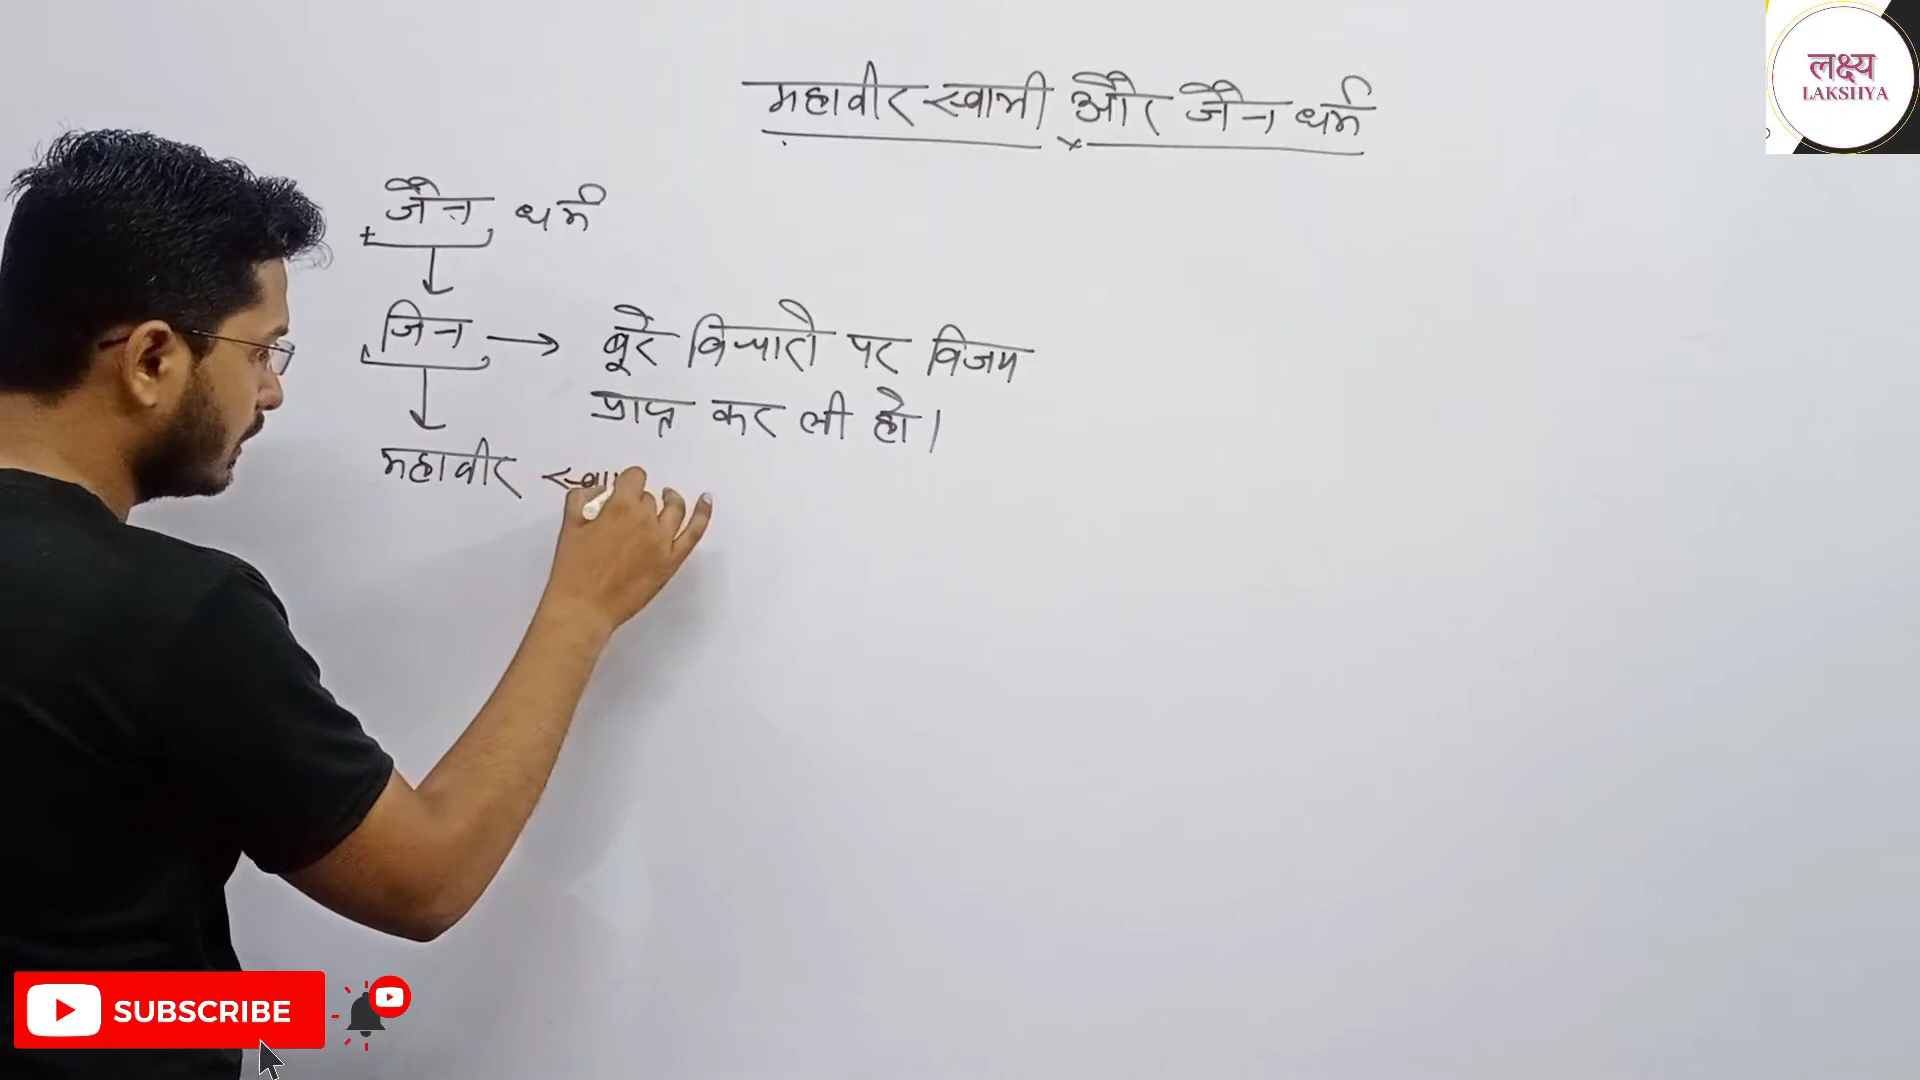 महावीर स्वामी और जैन धर्म
लक्ष्य
LAKSHYA
जैन धर्म
जिन → बूरे विचारो पर विजय
प्राप्त कर ली हो।
महावीर स्वा
SUBSCRIBE